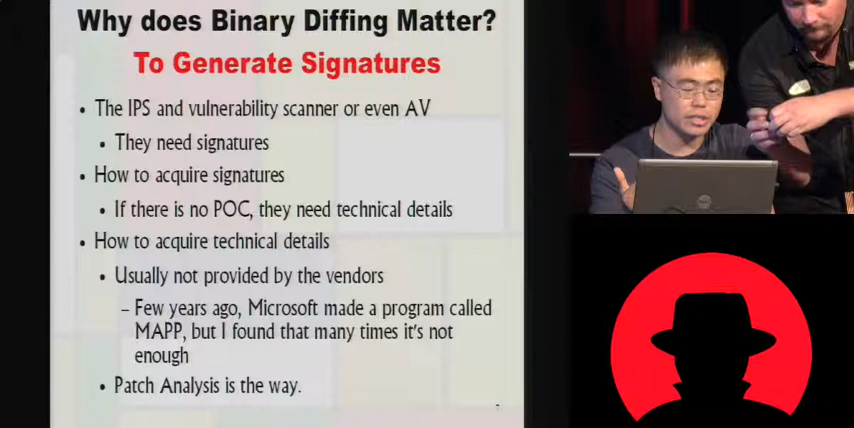 Why does Binary Diffing Matter?
To Generate Signatures
• The IPS and vulnerability scanner or even AV
• They need signatures
• How to acquire signatures
• If there is no POC, they need technical details
• How to acquire technical details
• Usually not provided by the vendors
– Few years ago, Microsoft made a program called
MAPP, but I found that many times it's not
enough
• Patch Analysis is the way.